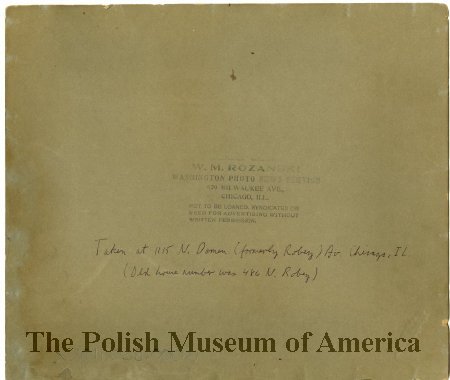 W. M. ROZANSKI
WASHINGTON PHOTO NEWS SERVICE
CHICAGO, ILL.
NOT TO BE LOANED, SYNDICATED OR
USED FOR ADVERTISING WITHOUT
WRITTEN PERMISSION.
Taken at 1215 N. Damen (formerly Robey) Av. Chicago, IL
(Old house number was 486 N. Robey)
The Polish Museum of America